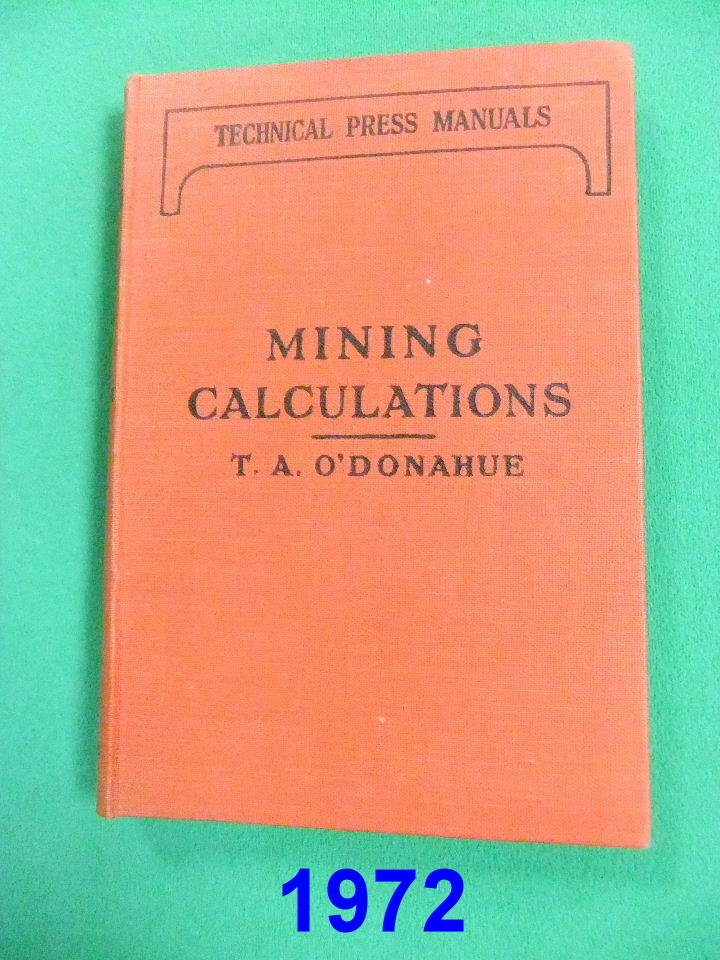 TECHNICAL PRESS MANUALS
MINING
CALCULATIONS
T. A. O'DONAHUE
1972